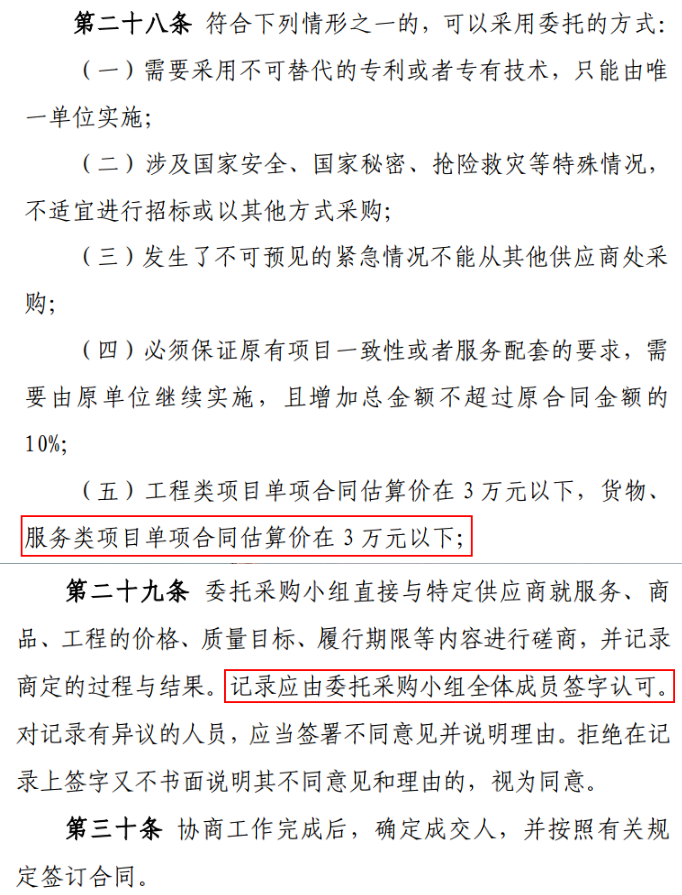 第二十八条 符合下列情形之一的，可以采用委托的方式：
（一）需要采用不可替代的专利或者专有技术，只能由唯
一单位实施；
（二）涉及国家安全、国家秘密、抢险救灾等特殊情况，
不适宜进行招标或以其他方式采购；
（三）发生了不可预见的紧急情况不能从其他供应商处采
购；
（四）必须保证原有项目一致性或者服务配套的要求，需
要由原单位继续实施，且增加总金额不超过原合同金额的
10%；
（五）工程类项目单项合同估算价在 3 万元以下，货物、
服务类项目单项合同估算价在 3 万元以下；
第二十九条 委托采购小组直接与特定供应商就服务、商
品、工程的价格、质量目标、履行期限等内容进行磋商，并记录
商定的过程与结果。记录应由委托采购小组全体成员签字认可。
对记录有异议的人员，应当签署不同意见并说明理由。拒绝在记
录上签字又不书面说明其不同意见和理由的，视为同意。
第三十条 协商工作完成后，确定成交人，并按照有关规
定签订合同。